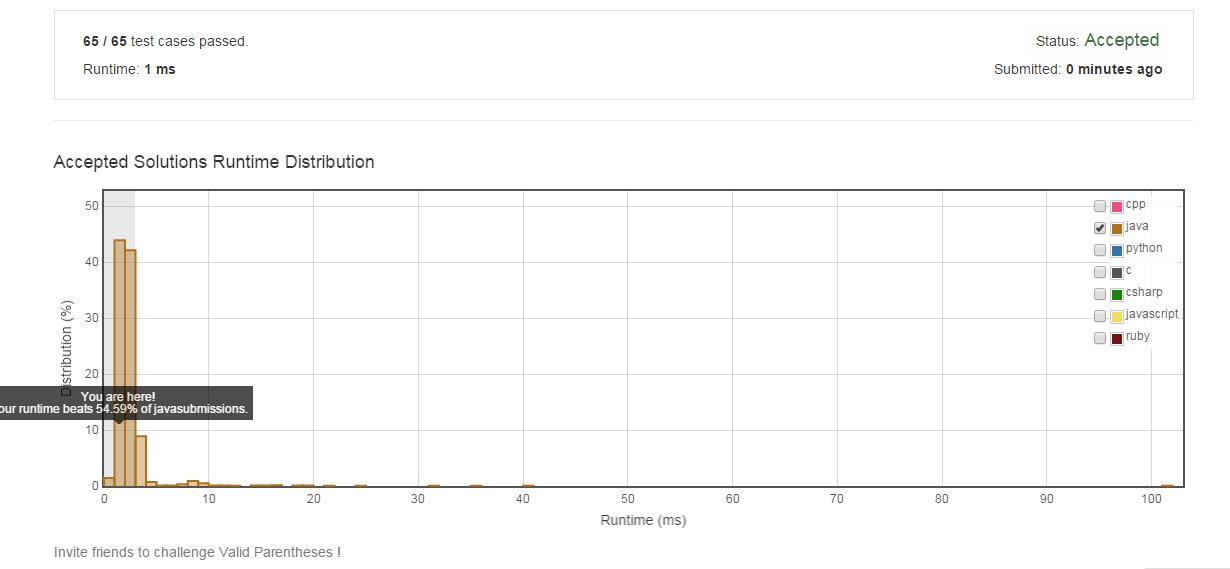 65 / 65 test cases passed.
Status: Accepted
Runtime: 1 ms
Submitted: 0 minutes ago
Accepted Solutions Runtime Distribution
50
40
30
20
10
0
Distribution (%)
You are here!
our runtime beats 54.59% of javasubmissions.
cpp
java
python
c
csharp
javascript
ruby
0 10 20 30 40 50 60 70 80 90 100
Runtime (ms)
Invite friends to challenge Valid Parentheses !